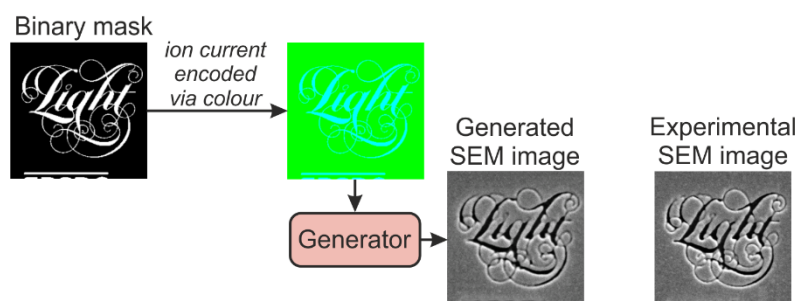 Binary mask
ion current
encoded
via colour
Light
Light
Generator
Generated
SEM image
Light
Experimental
SEM image
Light